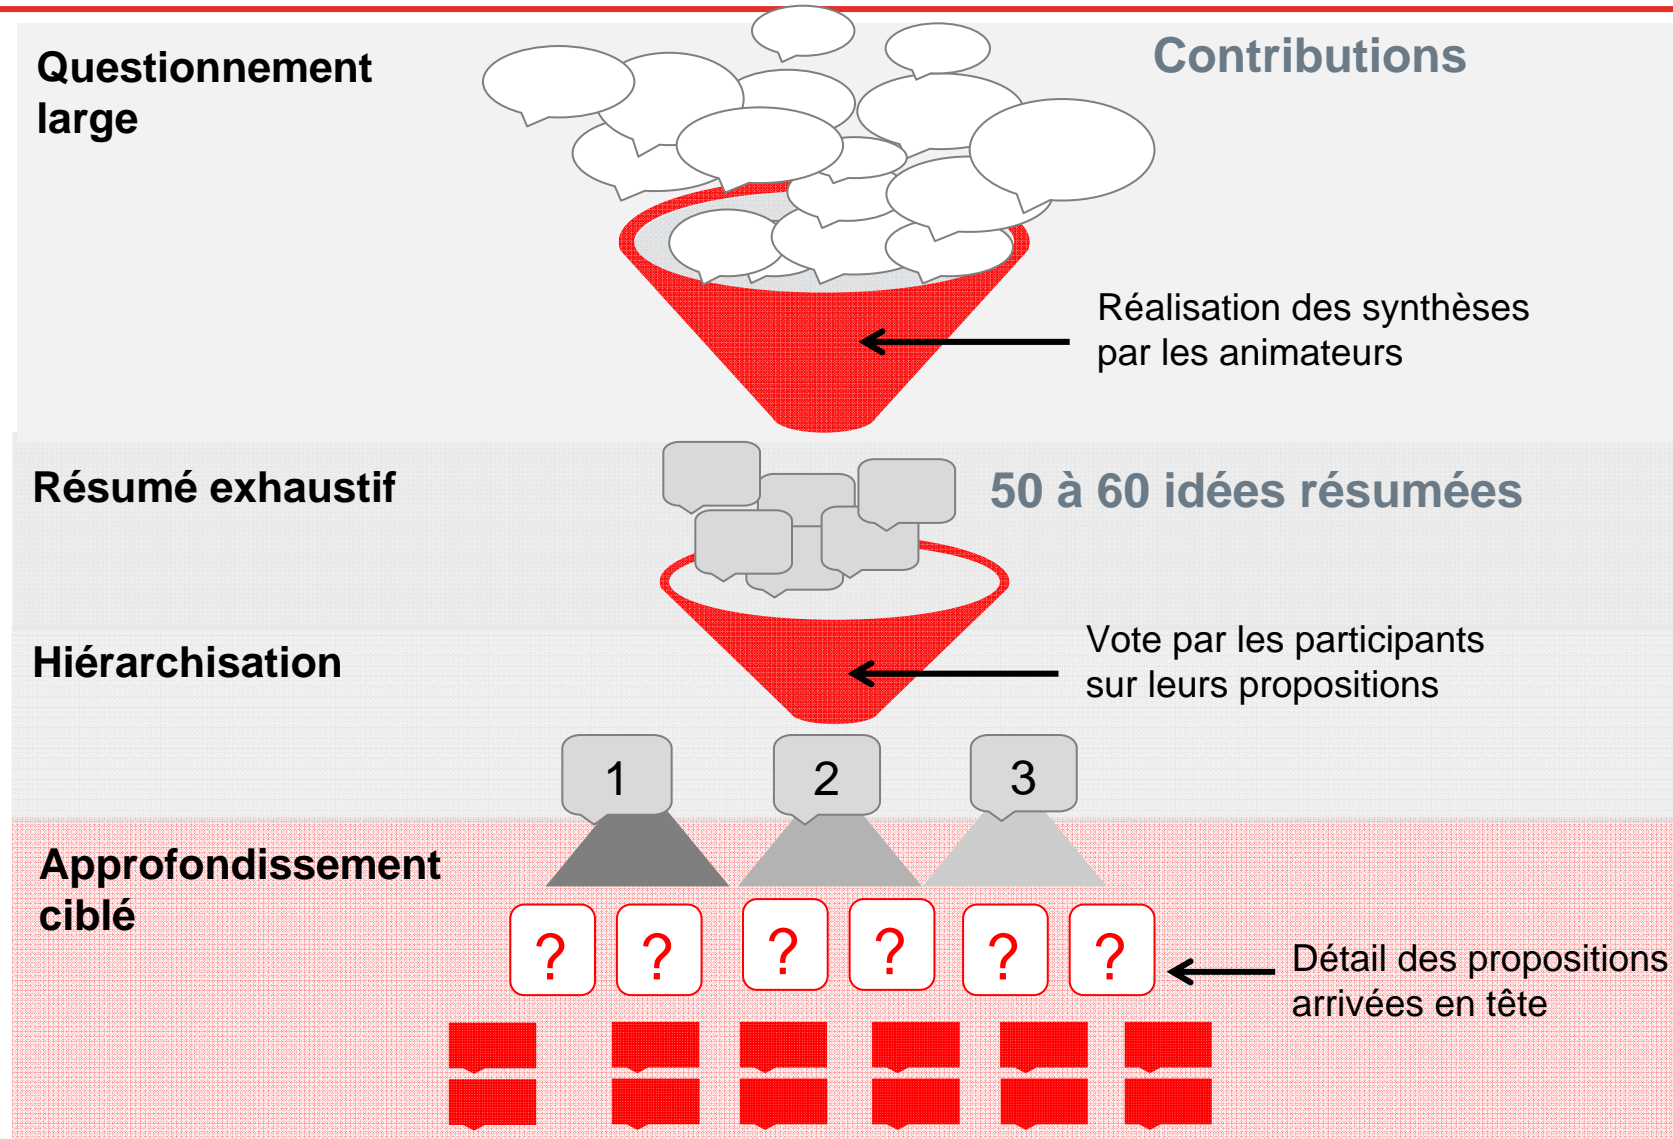 Questionnement
large
Contributions
Réalisation des synthèses
par les animateurs
Résumé exhaustif
50 à 60 idées résumées
Hiérarchisation
Vote par les participants
sur leurs propositions
1
2
3
Approfondissement
ciblé
? ? ? ? ? ?
Détail des propositions
arrivées en tête